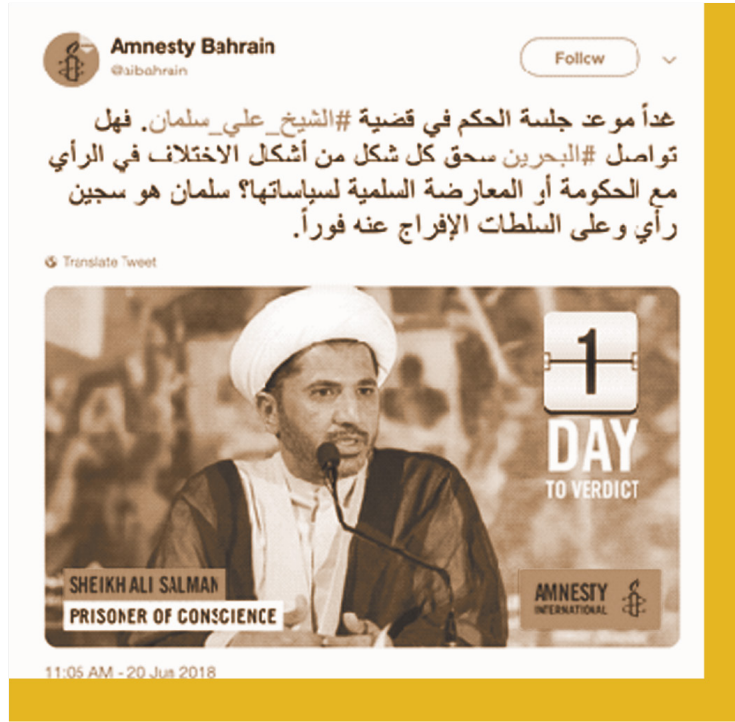 Amnesty Bahrain
@aibahrain
Follow
غداً موعد جلسة الحكم في قضية #الشيخ_علي_سلمان. فهل
تواصل #البحرين سحق كل شكل من أشكال الاختلاف في الرأي
مع الحكومة أو المعارضة السلمية لسياساتها؟ سلمان هو سجين
رأي وعلى السلطات الإفراج عنه فوراً.
Translate Tweet
1
DAY
TO VERDICT
SHEIKH ALI SALMAN
PRISONER OF CONSCIENCE
AMNESTY
INTERNATIONAL
11:05 AM - 20 Jun 2018